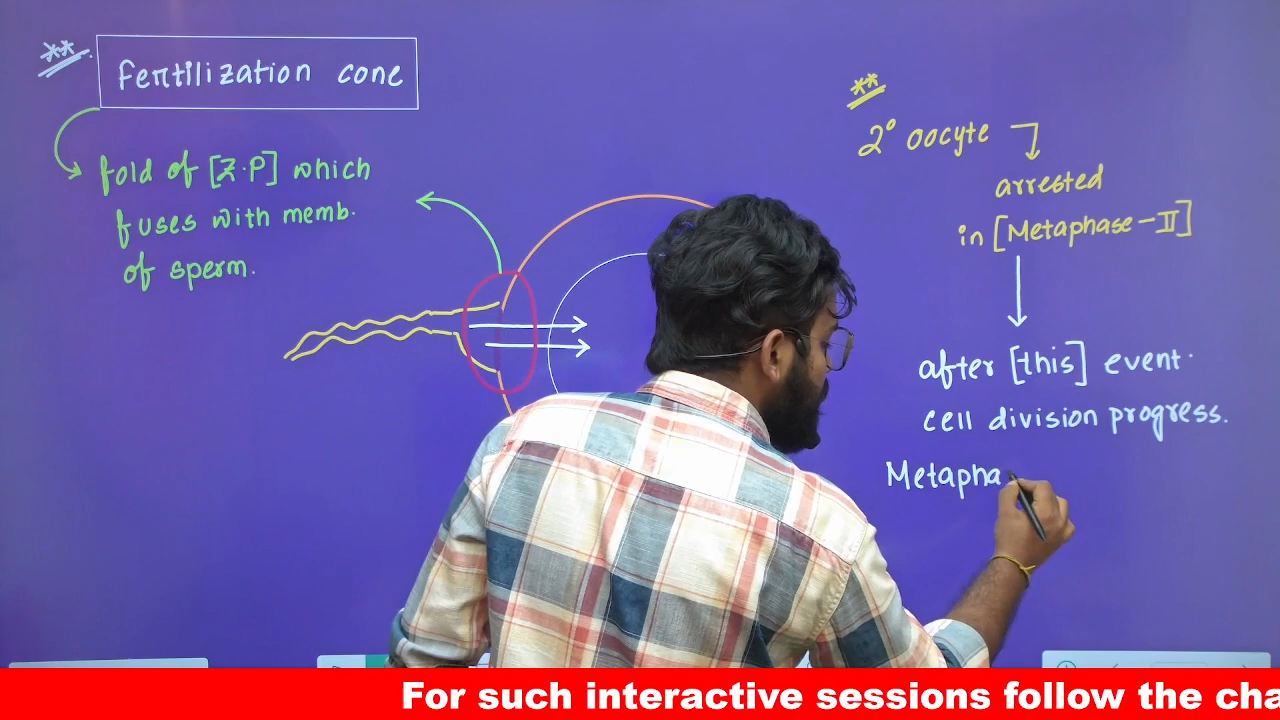 **
Fertilization cone
fold of [Z.P] which
fuses with memb.
of sperm.
**
2° oocyte
arrested
in [Metaphase-II]
after [this] event.
cell division progress.
Metapha
For such interactive sessions follow the cha